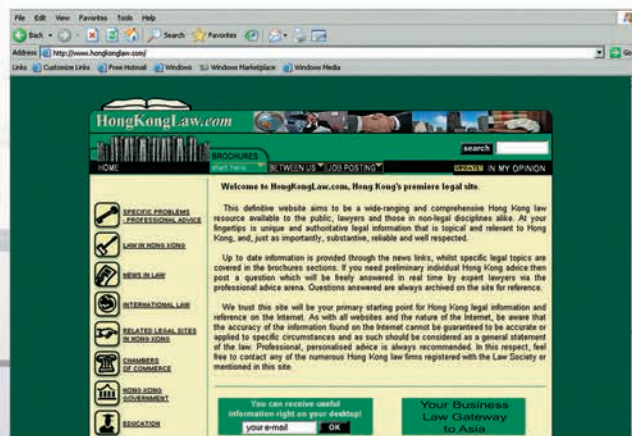 File Edit View Favorites Tools Help
Back Search Favorites
Address http://www.hongkonglaw.com/ Go
Links Customize Links Free Hotmail Windows Windows Marketplace Windows Media
HongKongLaw.com
search
BROCHURES
HOME start here BETWEEN US JOB POSTING UPDATE! IN MY OPINION
Welcome to HongKongLaw.com, Hong Kong's premiere legal site.
This definitive website aims to be a wide-ranging and comprehensive Hong Kong law
resource available to the public, lawyers and those in non-legal disciplines alike. At your
fingertips is unique and authoritative legal information that is topical and relevant to Hong
Kong, and, just as importantly, substantive, reliable and well respected.
Up to date information is provided through the news links, whilst specific legal topics are
covered in the brochures sections. If you need preliminary individual Hong Kong advice then
post a question which will be freely answered in real time by expert lawyers via the
professional advice arena. Questions answered are always archived on the site for reference.
We trust this site will be your primary starting point for Hong Kong legal information and
reference on the Internet. As with all websites and the nature of the Internet, be aware that
the accuracy of the information found on the Internet cannot be guaranteed to be accurate or
applied to specific circumstances and as such should be considered as a general statement
of the law. Professional, personalised advice is always recommended. In this respect, feel
free to contact any of the numerous Hong Kong law firms registered with the Law Society or
mentioned in this site.
SPECIFIC PROBLEMS
- PROFESSIONAL ADVICE
LAW IN HONG KONG
NEWS IN LAW
INTERNATIONAL LAW
RELATED LEGAL SITES
IN HONG KONG
CHAMBERS
OF COMMERCE
HONG KONG
GOVERNMENT
EDUCATION
You can receive useful
information right on your desktop!
your e-mail OK
Your Business
Law Gateway
to Asia